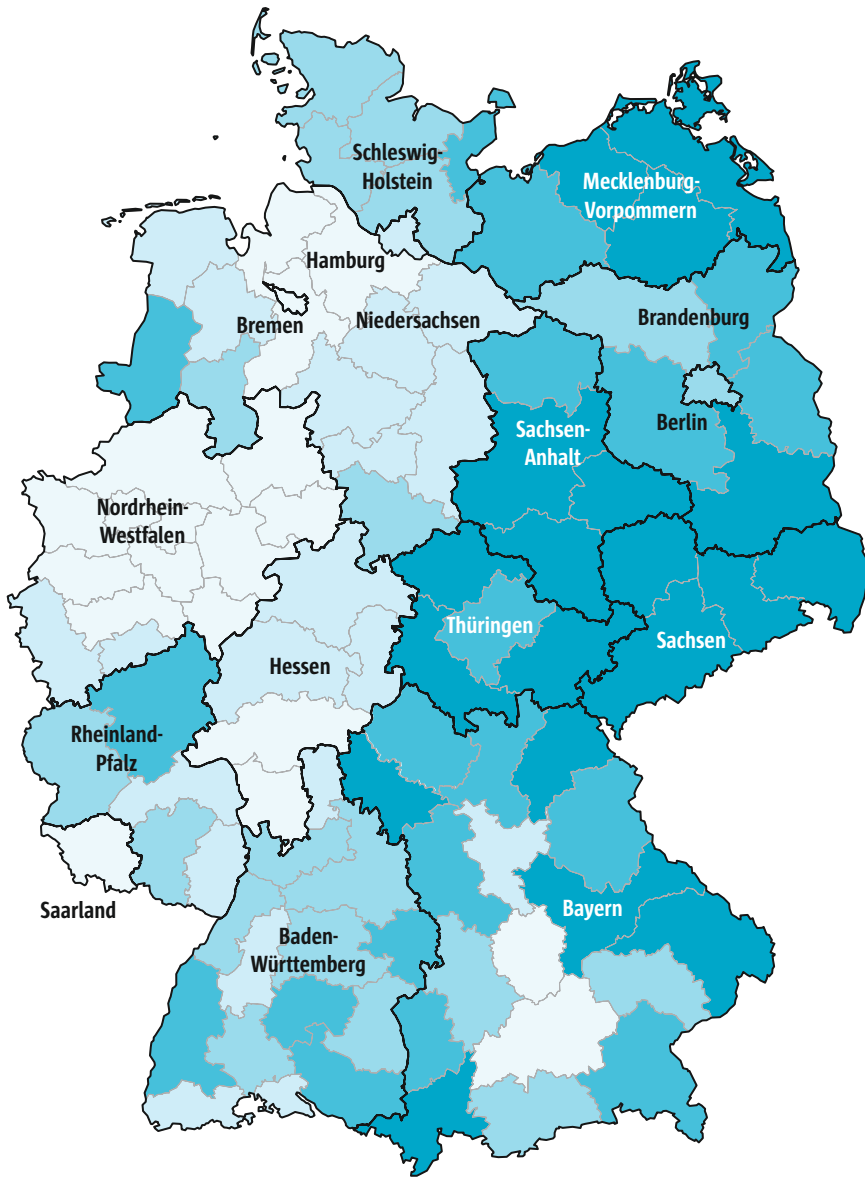 Schleswig-
Holstein
Mecklenburg-
Vorpommern
Hamburg
Bremen
Niedersachsen
Brandenburg
Berlin
Sachsen-
Anhalt
Nordrhein-
Westfalen
Thüringen
Sachsen
Hessen
Rheinland-
Pfalz
Saarland
Bayern
Baden-
Württemberg